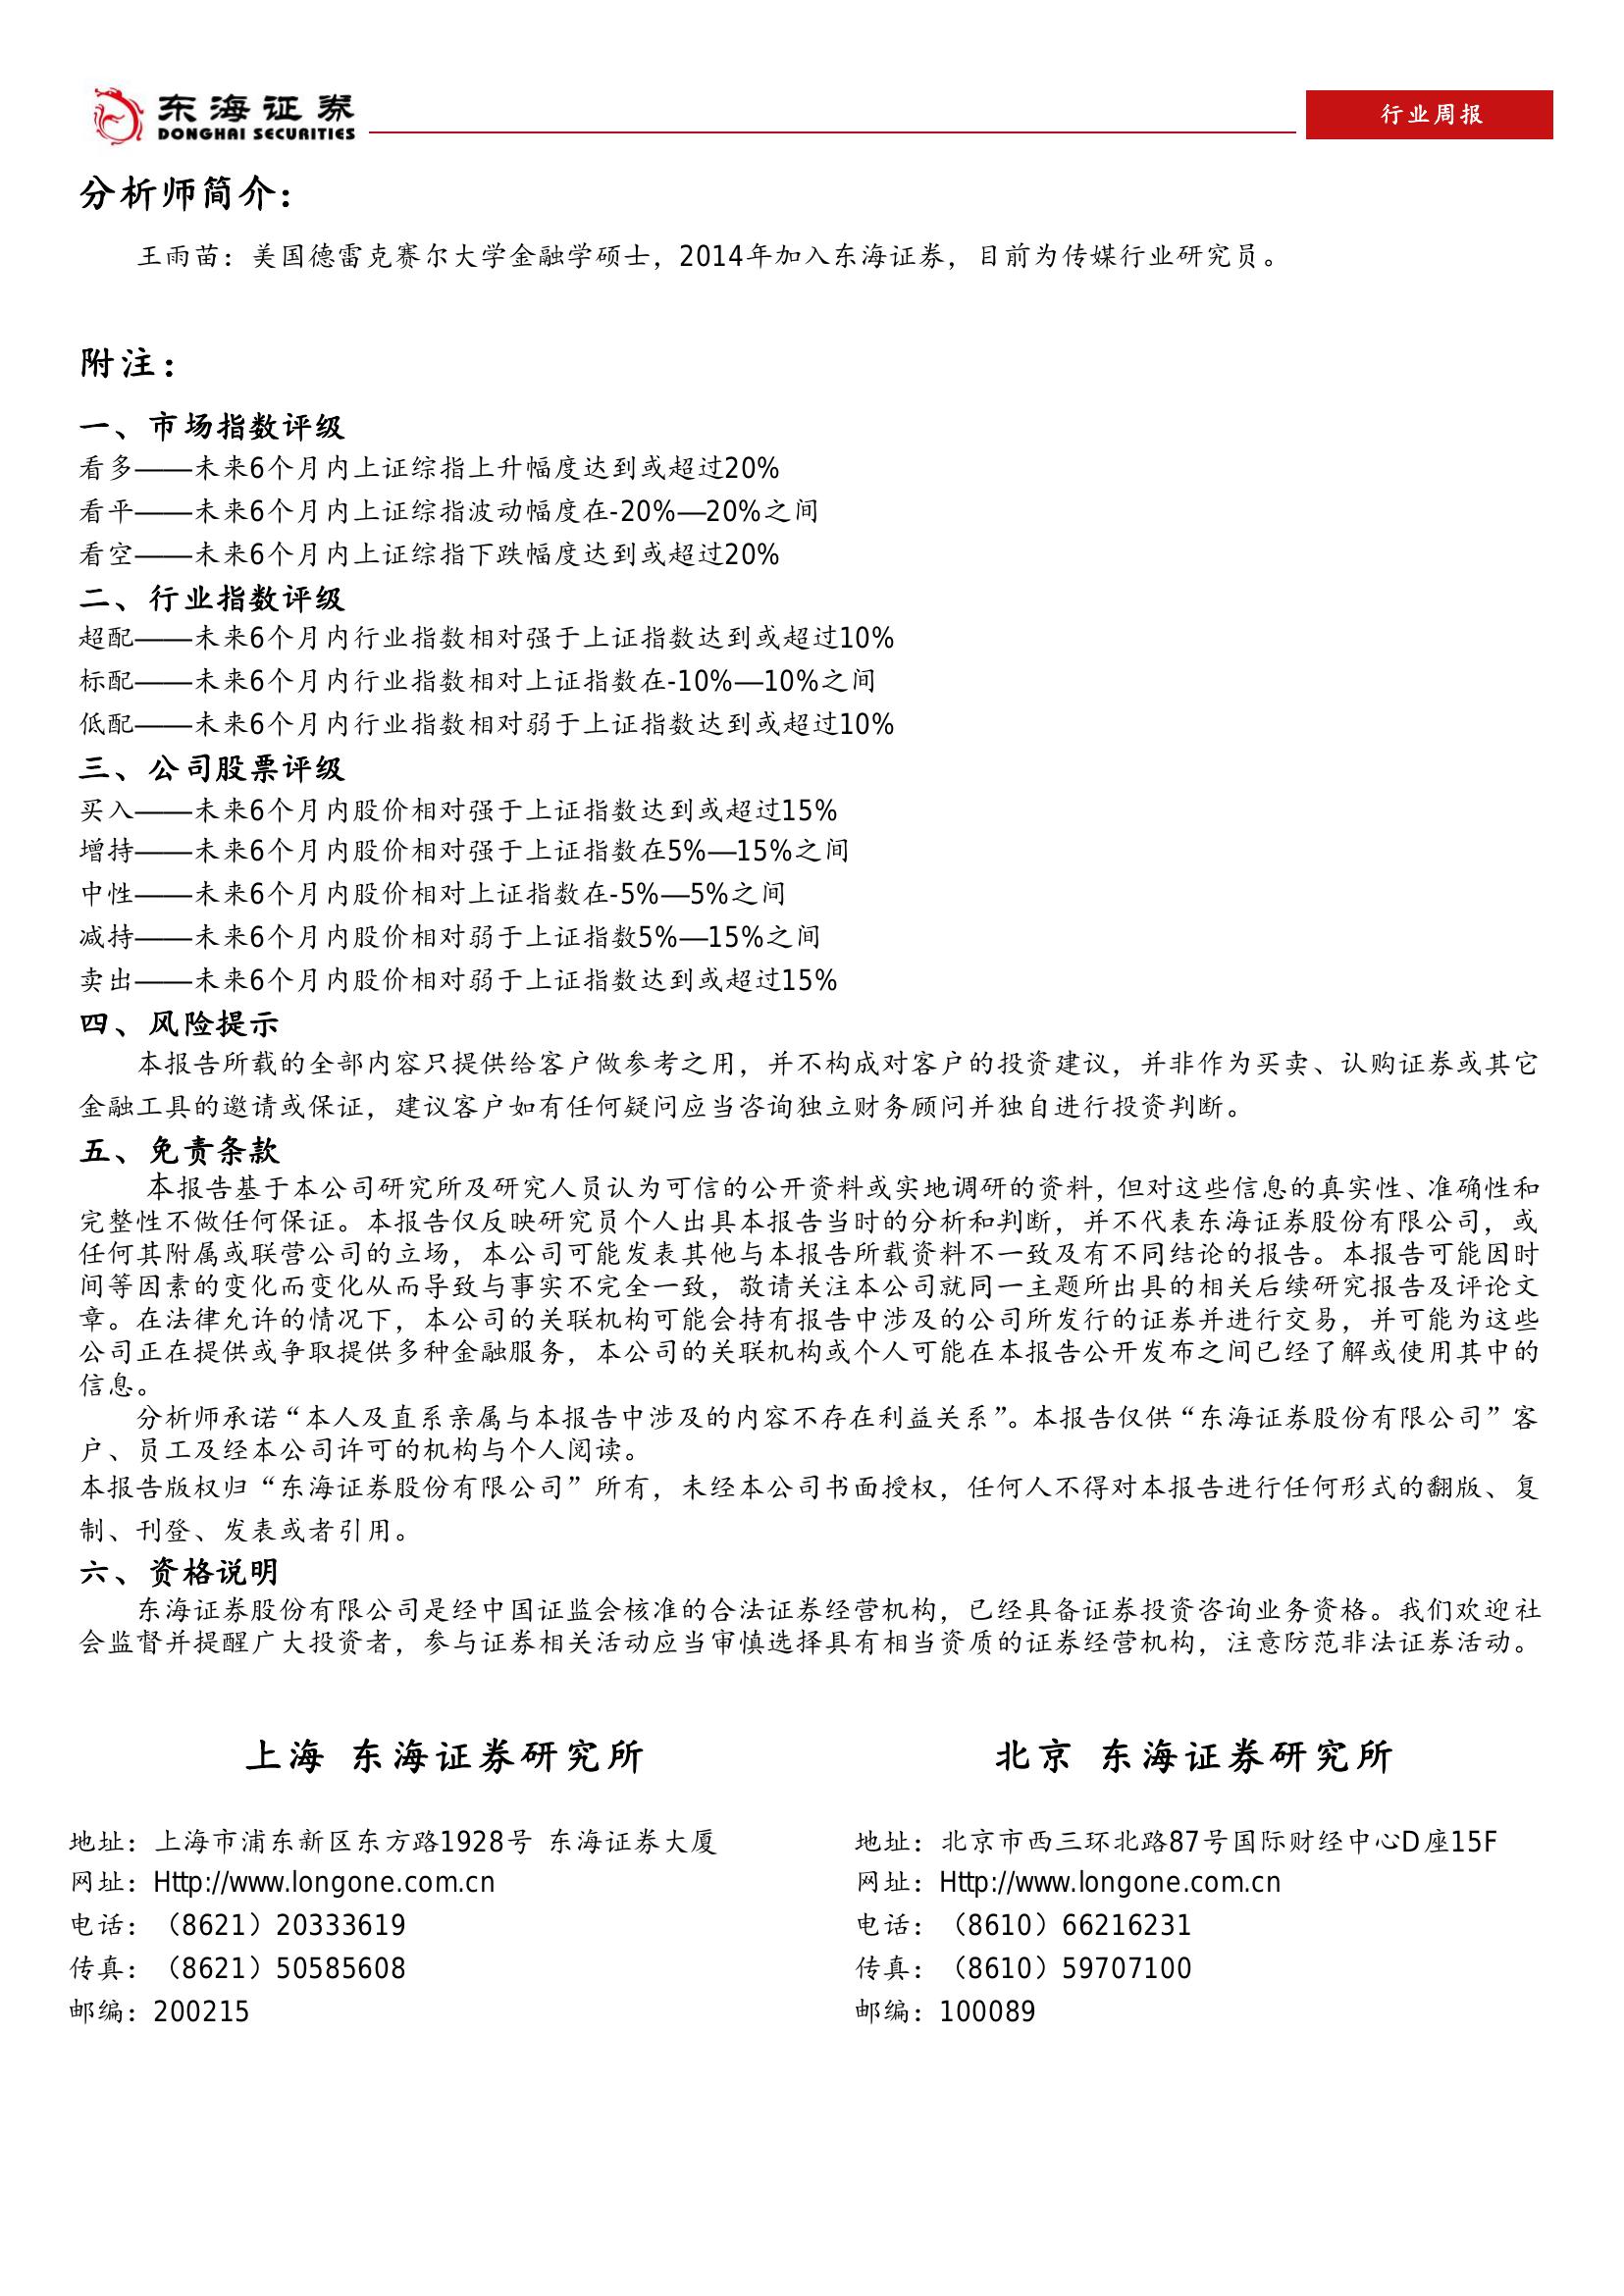 东海证券
DONGHAI SECURITIES
行业周报
分析师简介：
王雨苗：美国德雷克赛尔大学金融学硕士，2014年加入东海证券，目前为传媒行业研究员。
附注：
一、市场指数评级
看多——未来6个月内上证综指上升幅度达到或超过20%
看平——未来6个月内上证综指波动幅度在-20%—20%之间
看空——未来6个月内上证综指下跌幅度达到或超过20%
二、行业指数评级
超配——未来6个月内行业指数相对强于上证指数达到或超过10%
标配——未来6个月内行业指数相对上证指数在-10%—10%之间
低配——未来6个月内行业指数相对弱于上证指数达到或超过10%
三、公司股票评级
买入——未来6个月内股价相对强于上证指数达到或超过15%
增持——未来6个月内股价相对强于上证指数在5%—15%之间
中性——未来6个月内股价相对上证指数在-5%—5%之间
减持——未来6个月内股价相对弱于上证指数5%—15%之间
卖出——未来6个月内股价相对弱于上证指数达到或超过15%
四、风险提示
本报告所载的全部内容只提供给客户做参考之用，并不构成对客户的投资建议，并非作为买卖、认购证券或其它
金融工具的邀请或保证，建议客户如有任何疑问应当咨询独立财务顾问并独自进行投资判断。
五、免责条款
本报告基于本公司研究所及研究人员认为可信的公开资料或实地调研的资料，但对这些信息的真实性、准确性和
完整性不做任何保证。本报告仅反映研究员个人出具本报告当时的分析和判断，并不代表东海证券股份有限公司，或
任何其附属或联营公司的立场，本公司可能发表其他与本报告所载资料不一致及有不同结论的报告。本报告可能因时
间等因素的变化而变化从而导致与事实不完全一致，敬请关注本公司就同一主题所出具的相关后续研究报告及评论文
章。在法律允许的情况下，本公司的关联机构可能会持有报告中涉及的公司所发行的证券并进行交易，并可能为这些
公司正在提供或争取提供多种金融服务，本公司的关联机构或个人可能在本报告公开发布之间已经了解或使用其中的
信息。
分析师承诺“本人及直系亲属与本报告中涉及的内容不存在利益关系”。本报告仅供“东海证券股份有限公司”客
户、员工及经本公司许可的机构与个人阅读。
本报告版权归“东海证券股份有限公司”所有，未经本公司书面授权，任何人不得对本报告进行任何形式的翻版、复
制、刊登、发表或者引用。
六、资格说明
东海证券股份有限公司是经中国证监会核准的合法证券经营机构，已经具备证券投资咨询业务资格。我们欢迎社
会监督并提醒广大投资者，参与证券相关活动应当审慎选择具有相当资质的证券经营机构，注意防范非法证券活动。
上海 东海证券研究所
地址：上海市浦东新区东方路1928号 东海证券大厦
网址：Http://www.longone.com.cn
电话：（8621）20333619
传真：（8621）50585608
邮编：200215
北京 东海证券研究所
地址：北京市西三环北路87号国际财经中心D座15F
网址：Http://www.longone.com.cn
电话：（8610）66216231
传真：（8610）59707100
邮编：100089